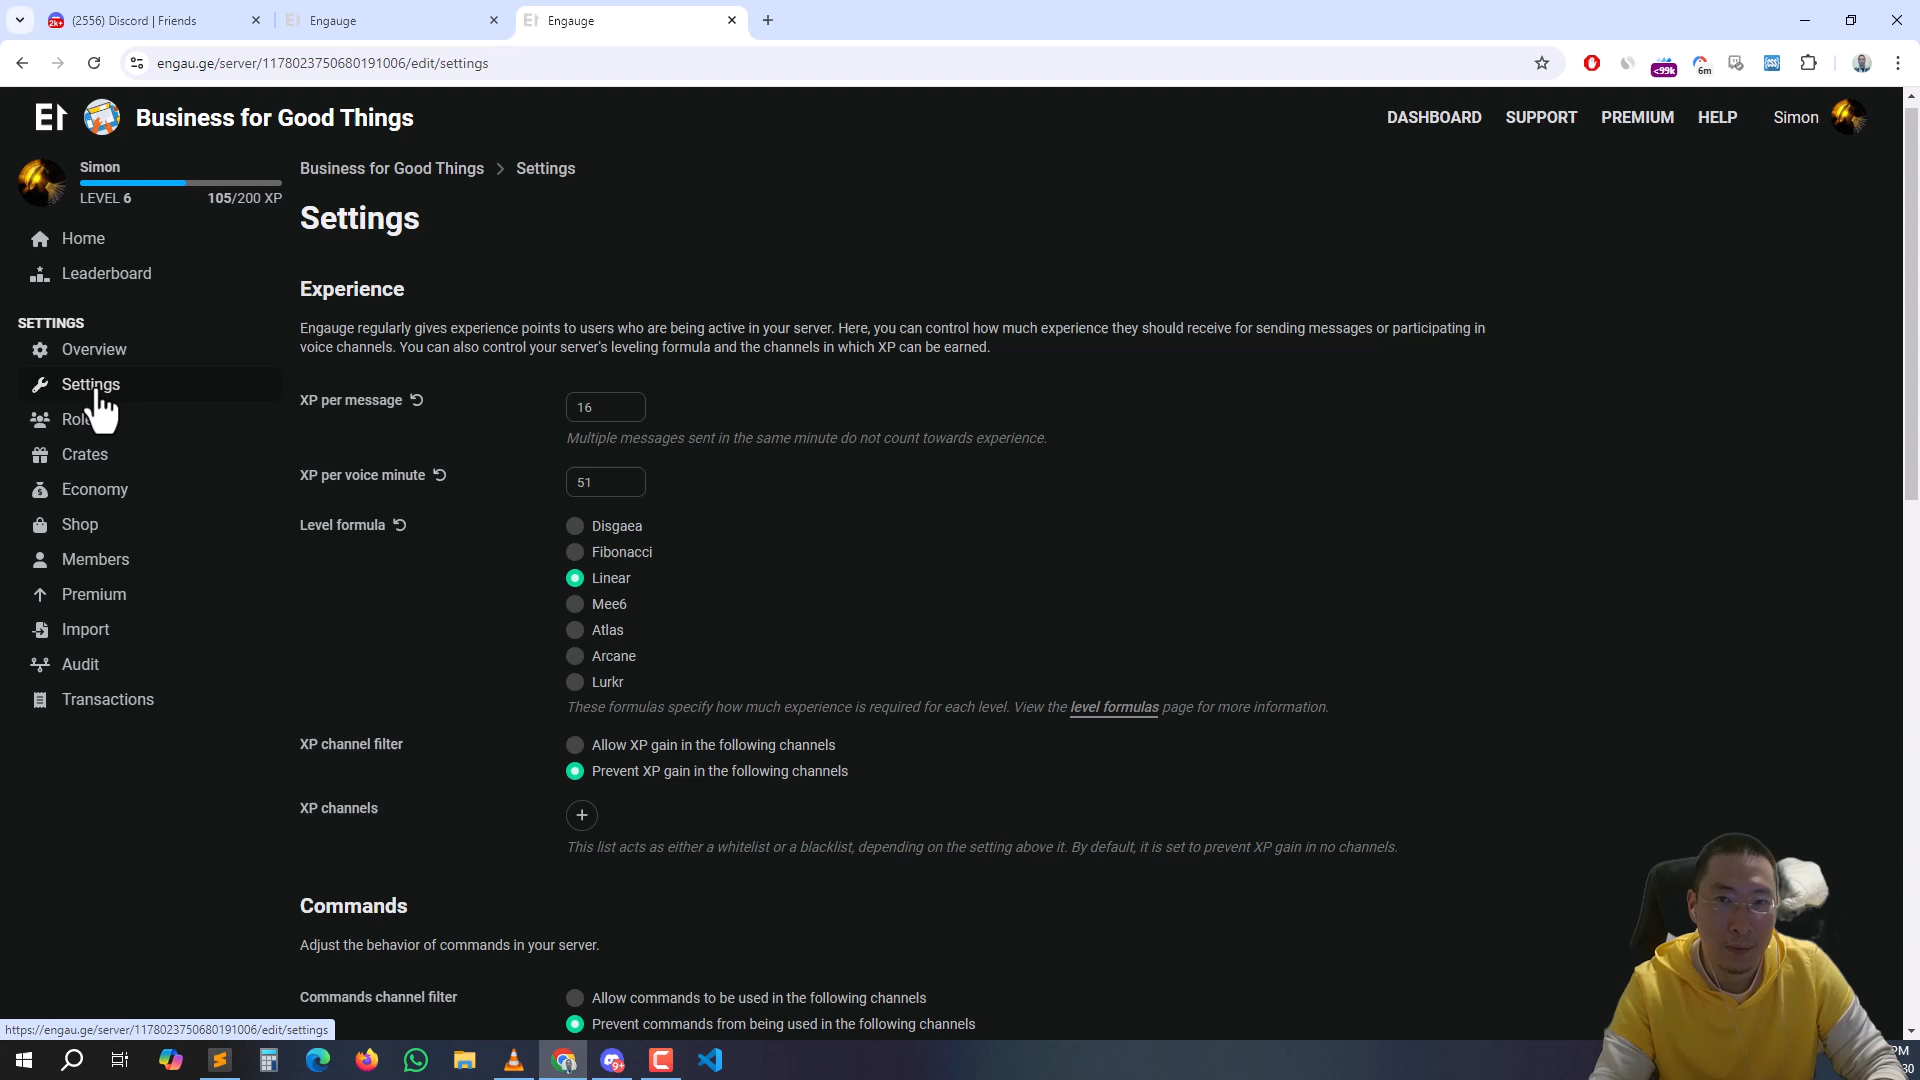 (2556) Discord | Friends
Engauge
Engauge
engau.ge/server/1178023750680191006/edit/settings
<99k
6m
Business for Good Things
DASHBOARD
SUPPORT
PREMIUM
HELP
Simon
Simon
LEVEL 6
105/200 XP
Home
Leaderboard
SETTINGS
Overview
Settings
Crates
Economy
Shop
Members
Premium
Import
Audit
Transactions
Business for Good Things > Settings
Settings
Experience
Engauge regularly gives experience points to users who are being active in your server. Here, you can control how much experience they should receive for sending messages or participating in
voice channels. You can also control your server's leveling formula and the channels in which XP can be earned.
XP per message
16
Multiple messages sent in the same minute do not count towards experience.
XP per voice minute
51
Level formula
Disgaea
Fibonacci
Linear
Mee6
Atlas
Arcane
Lurkr
These formulas specify how much experience is required for each level. View the level formulas page for more information.
XP channel filter
Allow XP gain in the following channels
Prevent XP gain in the following channels
XP channels
This list acts as either a whitelist or a blacklist, depending on the setting above it. By default, it is set to prevent XP gain in no channels.
Commands
Adjust the behavior of commands in your server.
Commands channel filter
Allow commands to be used in the following channels
Prevent commands from being used in the following channels
https://engau.ge/server/1178023750680191006/edit/settings
PM
30